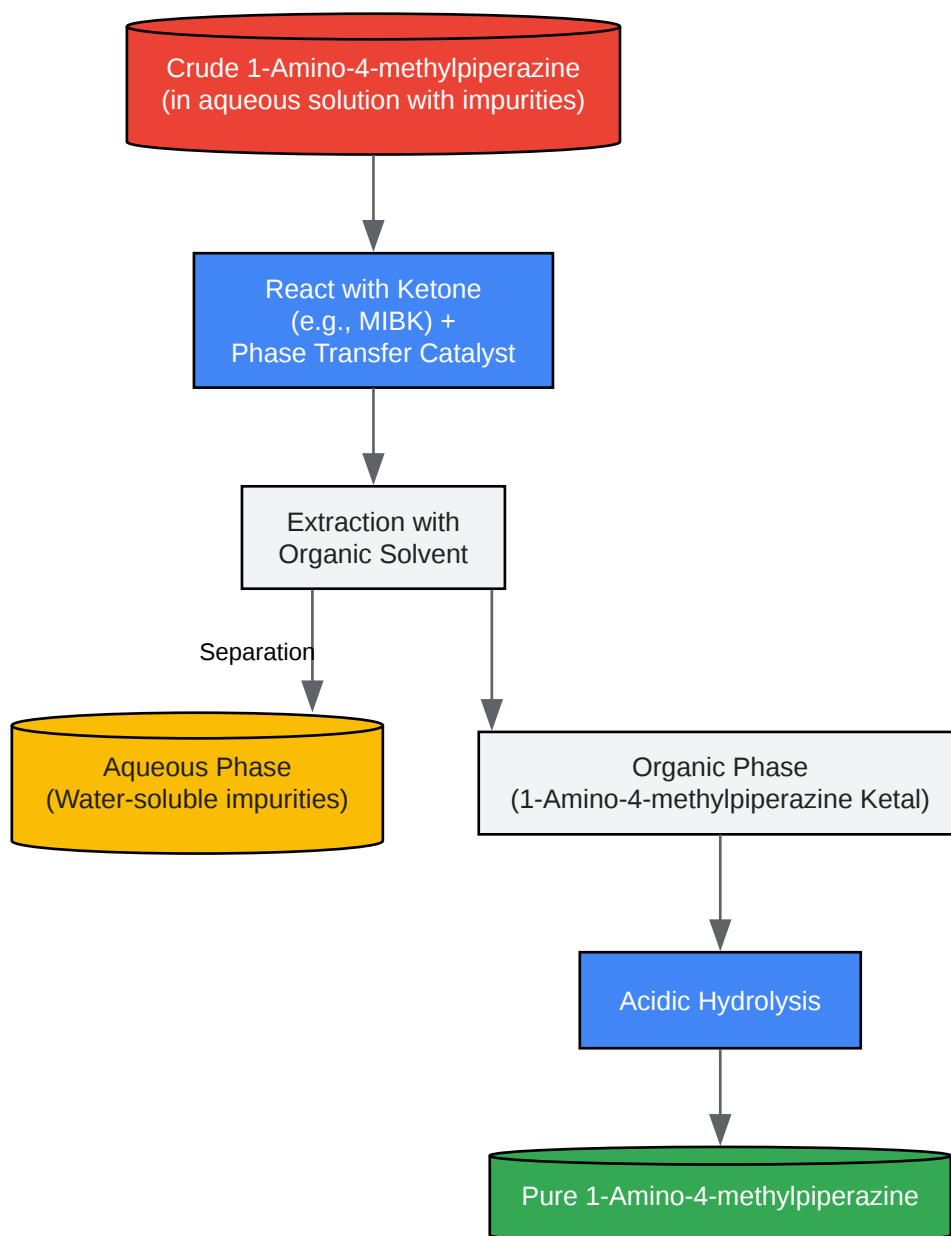 Crude 1-Amino-4-methylpiperazine
(in aqueous solution with impurities)
React with Ketone
(e.g., MIBK) +
Phase Transfer Catalyst
Extraction with
Organic Solvent
Separation
Aqueous Phase
(Water-soluble impurities)
Organic Phase
(1-Amino-4-methylpiperazine Ketal)
Acidic Hydrolysis
Pure 1-Amino-4-methylpiperazine